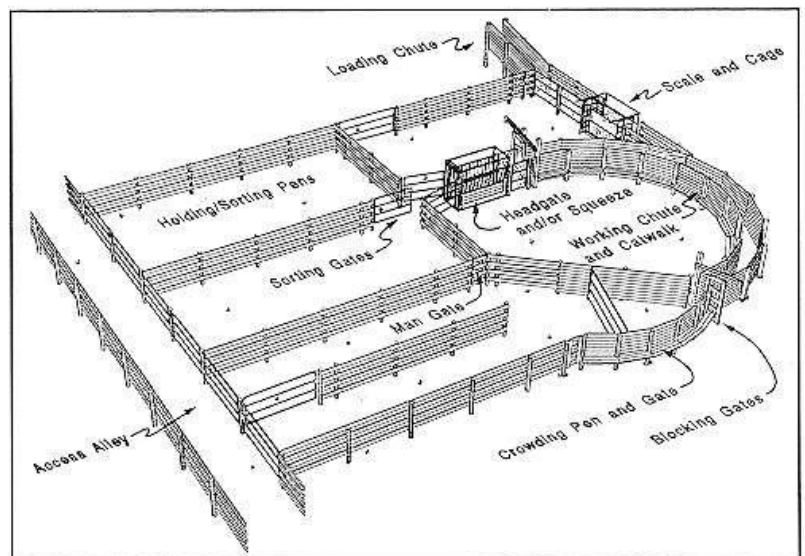 Loading Chute
Scale and Cage
Holding/Sorting Pens
Headgate
and/or Squeeze
Working Chute
and Catwalk
Sorting Gates
Man Gate
Access Alley
Crowding Pen and Gate
Blocking Gates